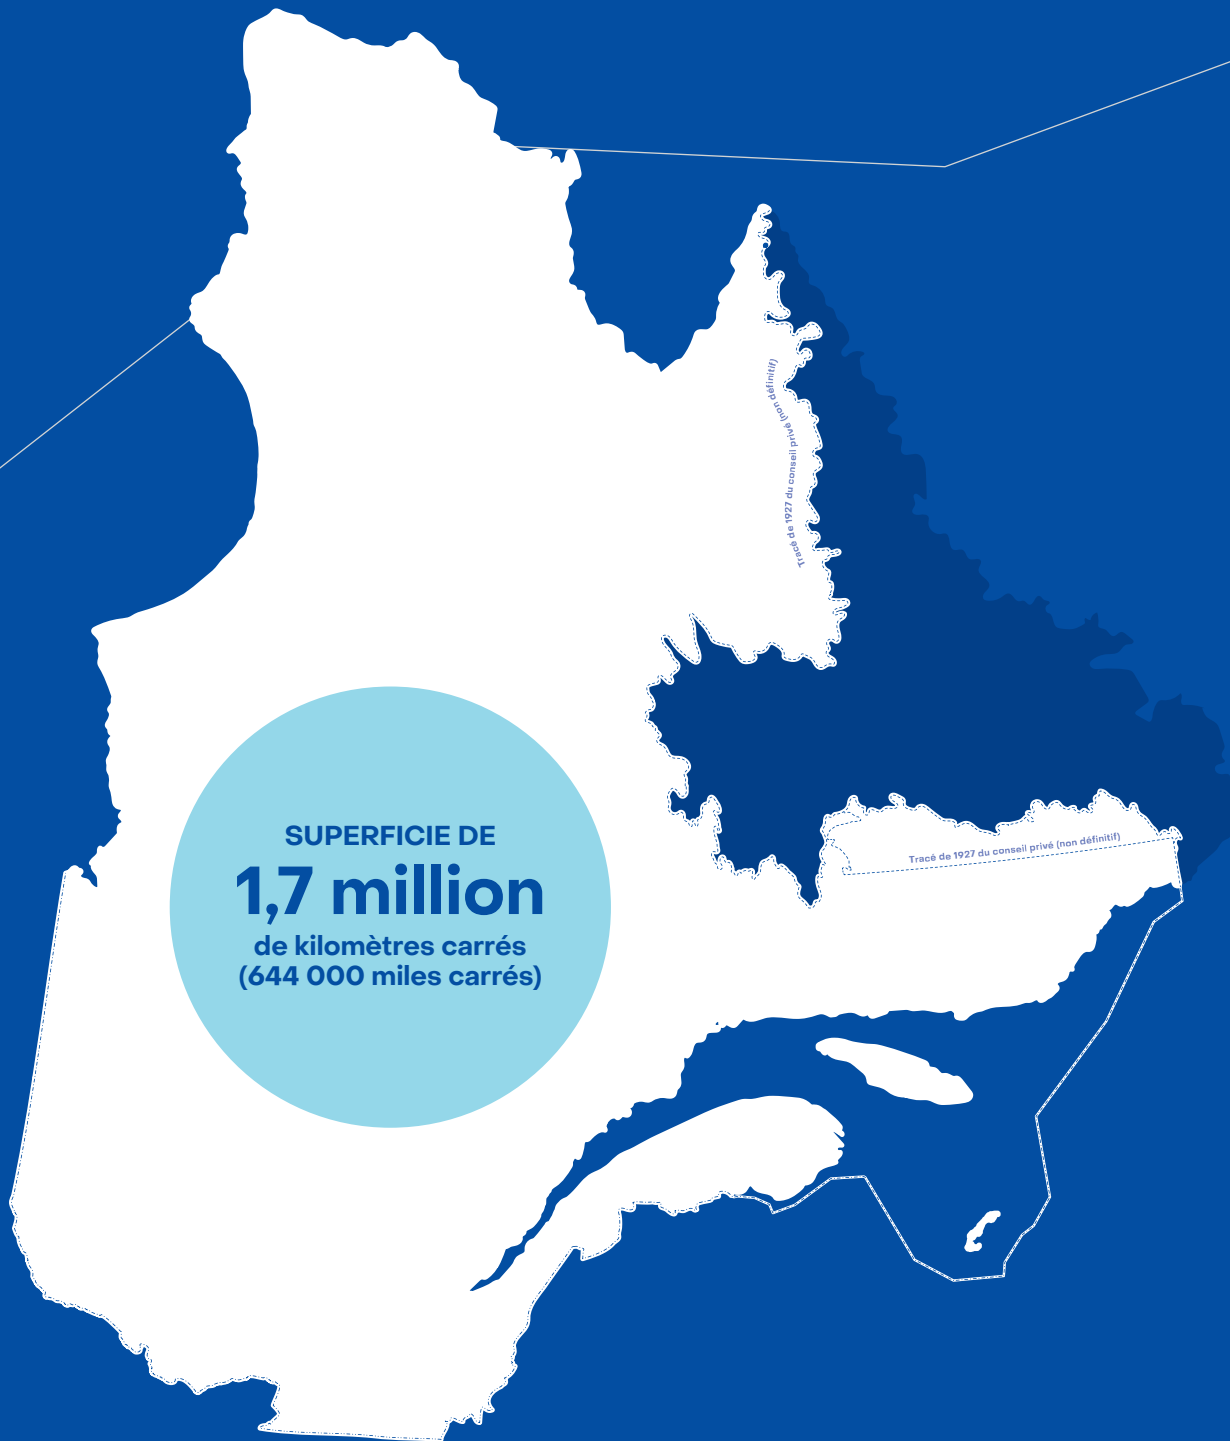 Tracé de 1927 du conseil privé (non définitif)
SUPERFICIE DE
1,7 million
de kilomètres carrés
(644 000 miles carrés)
Tracé de 1927 du conseil privé (non définitif)